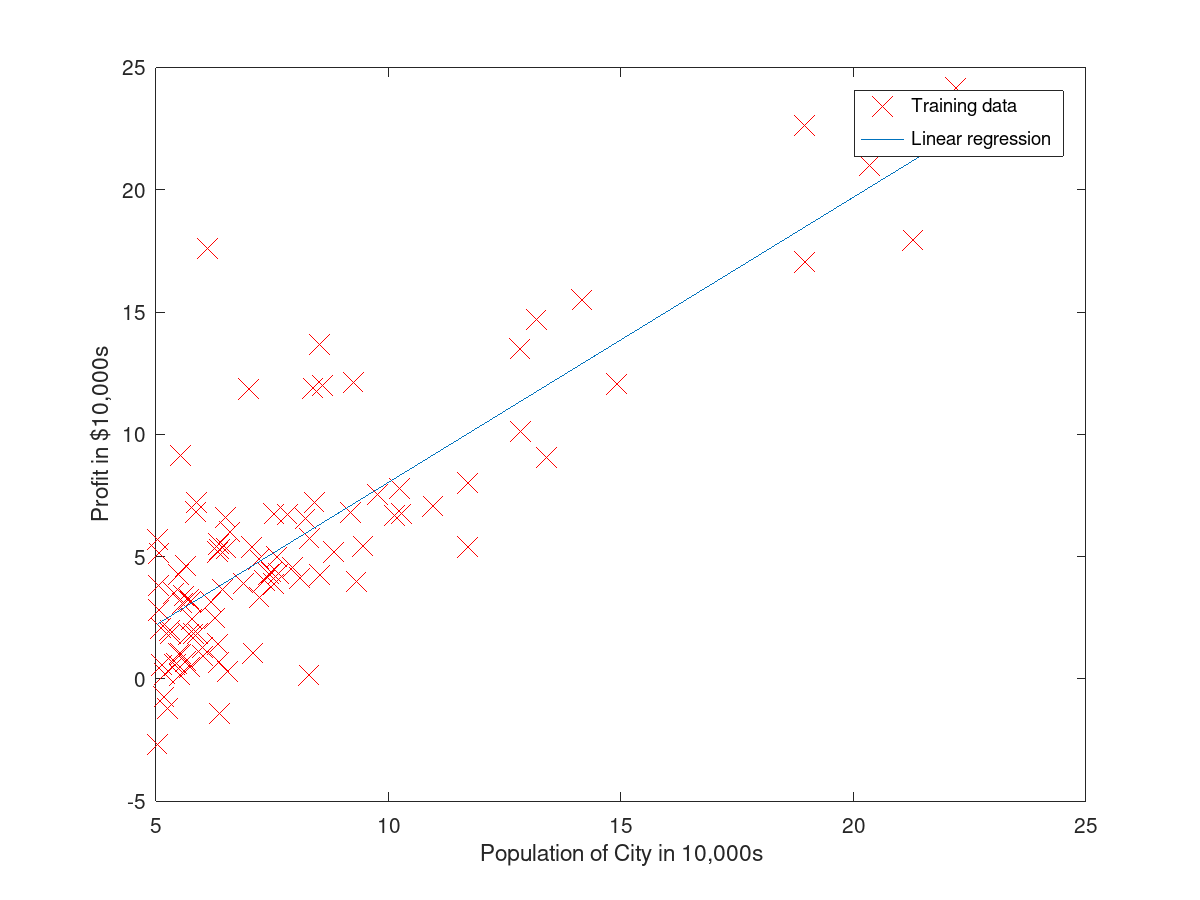 25
20
15
10
5
0
-5
Profit in $10,000s
Training data
Linear regression
5 10 15 20 25
Population of City in 10,000s